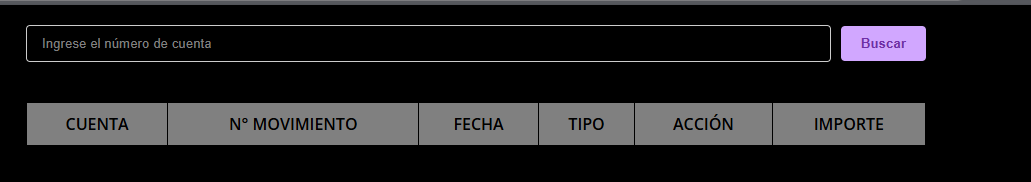 Ingrese el número de cuenta Buscar
CUENTA N° MOVIMIENTO FECHA TIPO ACCIÓN IMPORTE